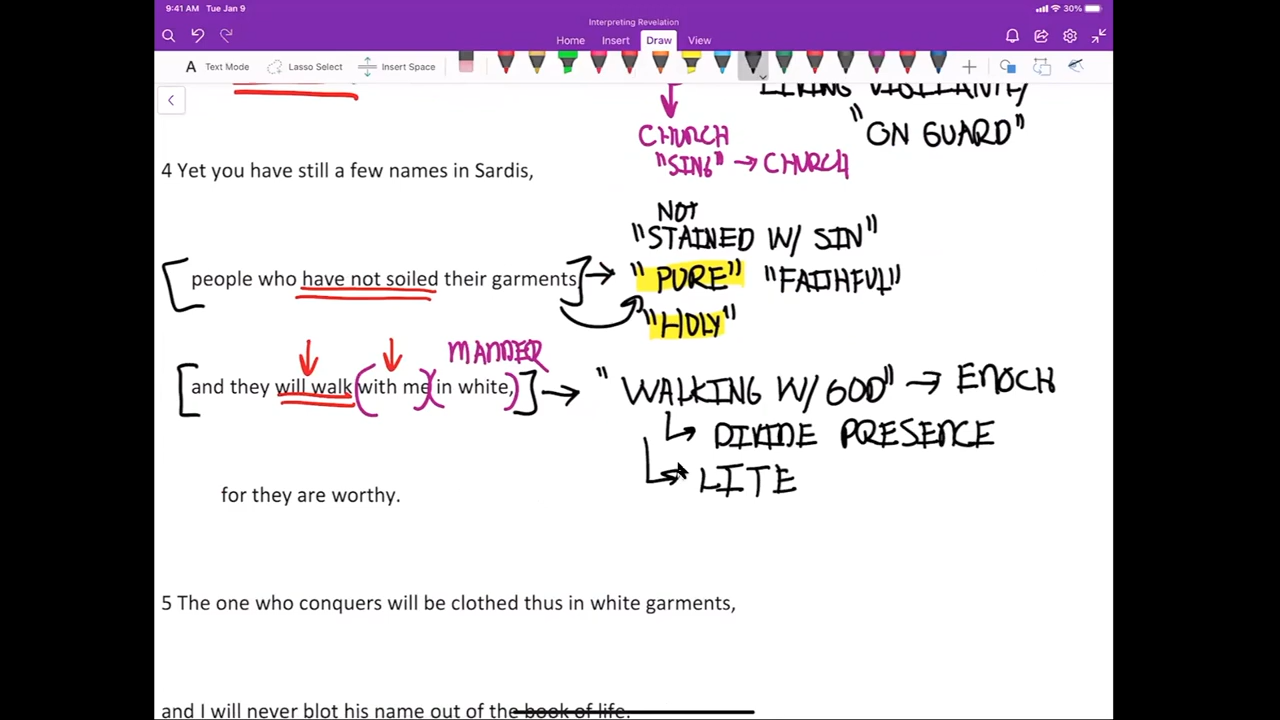 9:41 AM Tue Jan 9
30%
Interpreting Revelation
Home Insert Draw View
Text Mode Lasso Select Insert Space
"ON GUARD"
CHURCH
"SING" → CHURCH
4 Yet you have still a few names in Sardis,
NOT
"STAINED W/ SIN"
people who have not soiled their garments → "PURE" "FAITHFUL"
"HOLY"
MANNER
and they will walk with me in white, → "WALKING W/ GOD" → ENOCH
DIVINE PRESENCE
LITE
for they are worthy.
5 The one who conquers will be clothed thus in white garments,
and I will never blot his name out of the book of life.